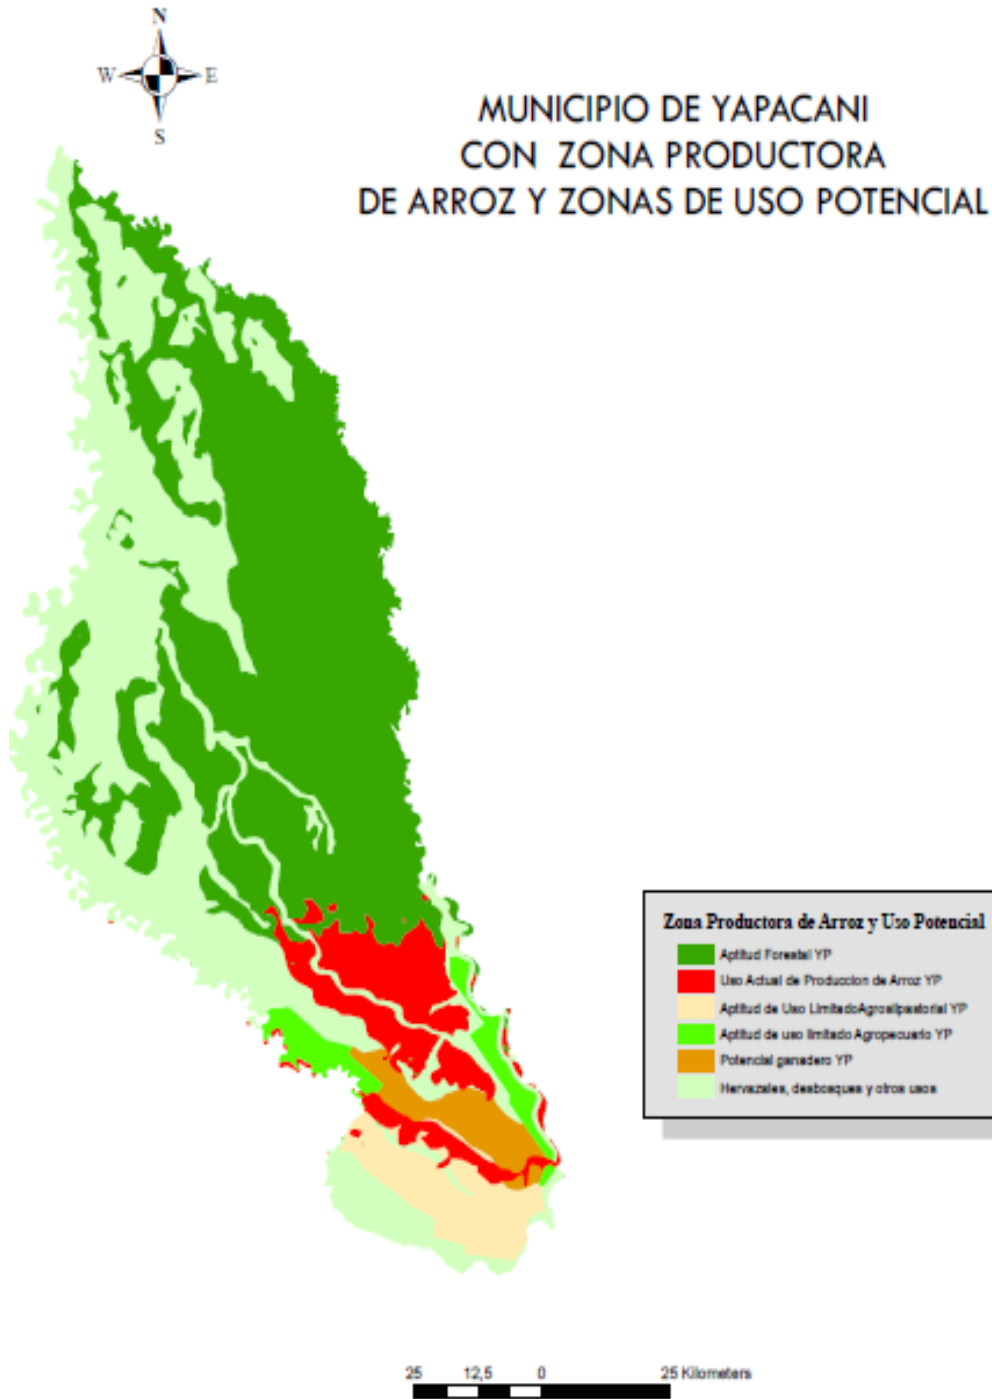 N
W E
S
MUNICIPIO DE YAPACANI
CON ZONA PRODUCTORA
DE ARROZ Y ZONAS DE USO POTENCIAL
Zona Productora de Arroz y Uso Potencial
Aptitud Forestal YP
Uso Actual de Produccion de Arroz YP
Aptitud de Uso LimitadoAgrosilpastorial YP
Aptitud de uso limitado Agropecuario YP
Potencial ganadero YP
Hervazales, desbosques y otros usos
25 12,5 0 25 Kilometers